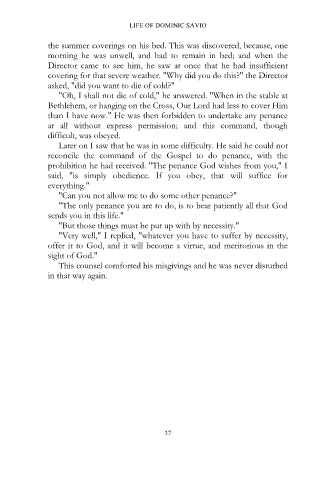 LIFE OF DOMINIC SAVIO
the summer coverings on his bed. This was discovered, because, one
morning he was unwell, and had to remain in bed; and when the
Director came to see him, he saw at once that he had insufficient
covering for that severe weather. "Why did you do this?" the Director
asked, "did you want to die of cold?"
"Oh, I shall not die of cold," he answered. "When in the stable at
Bethlehem, or hanging on the Cross, Our Lord had less to cover Him
than I have now." He was then forbidden to undertake any penance
at all without express permission; and this command, though
difficult, was obeyed.
Later on I saw that he was in some difficulty. He said he could not
reconcile the command of the Gospel to do penance, with the
prohibition he had received. "The penance God wishes from you," I
said, "is simply obedience. If you obey, that will suffice for
everything."
"Can you not allow me to do some other penance?"
"The only penance you are to do, is to bear patiently all that God
sends you in this life."
"But those things must be put up with by necessity."
"Very well," I replied, "whatever you have to suffer by necessity,
offer it to God, and it will become a virtue, and meritorious in the
sight of God."
This counsel comforted his misgivings and he was never disturbed
in that way again.
37